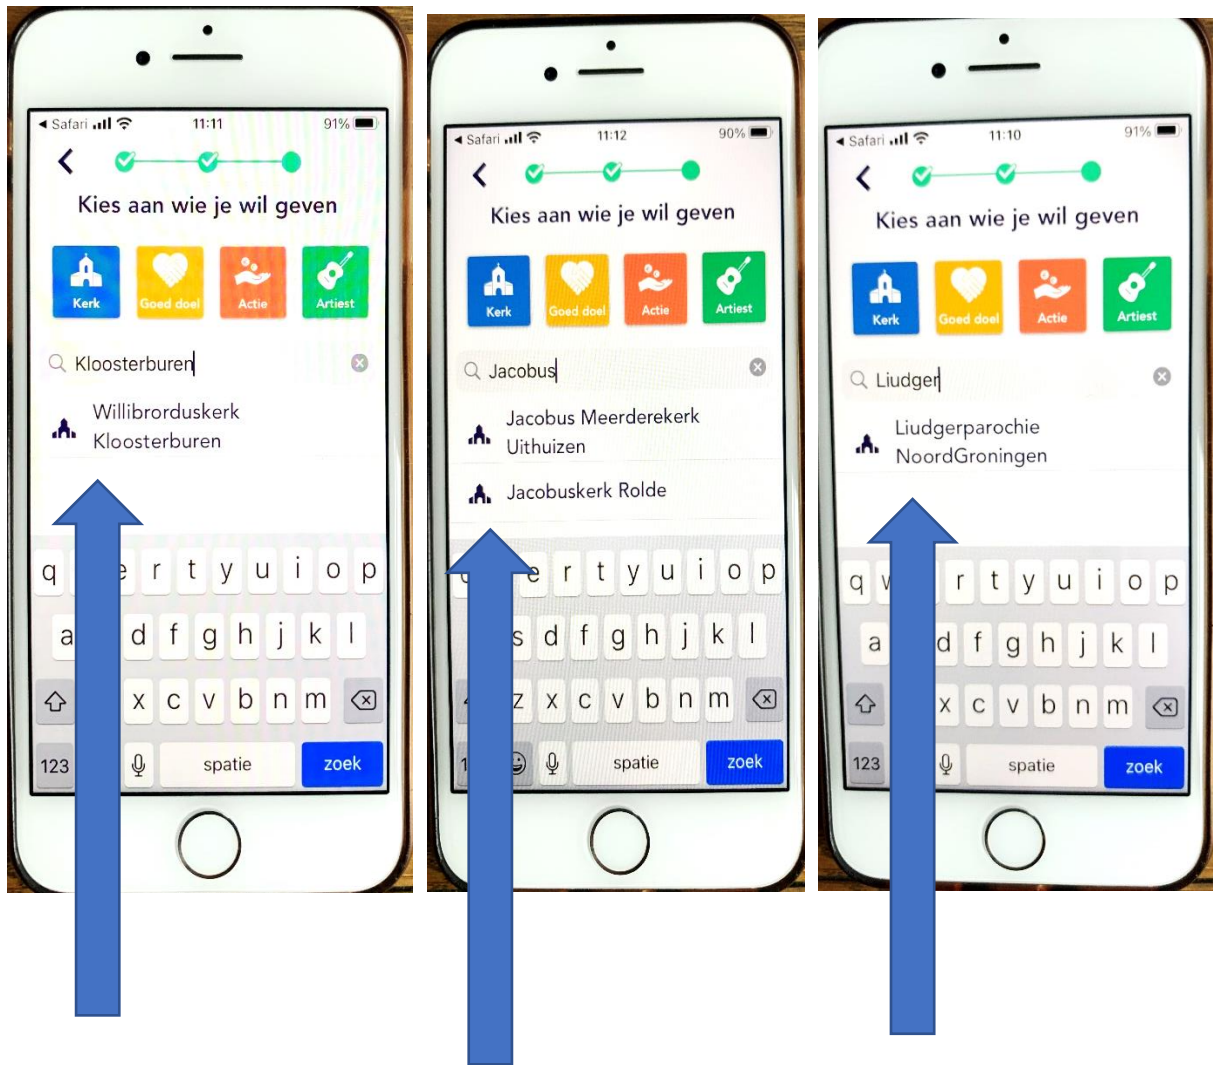 Safari 11:11 91%
Kies aan wie je wil geven
Kerk Goed doel Actie Artiest
Kloosterburen
Willibrorduskerk
Kloosterburen
q r t y u i o p
a d f g h j k l
x c v b n m
123 spatie zoek
Safari 11:12 90%
Kies aan wie je wil geven
Kerk Goed doel Actie Artiest
Jacobus
Jacobus Meerderekerk
Uithuizen
Jacobuskerk Rolde
e r t y u i o p
s d f g h j k l
z x c v b n m
spatie zoek
Safari 11:10 91%
Kies aan wie je wil geven
Kerk Goed doel Actie Artiest
Liudger
Liudgerparochie
NoordGroningen
q w r t y u i o p
a d f g h j k l
x c v b n m
123 spatie zoek